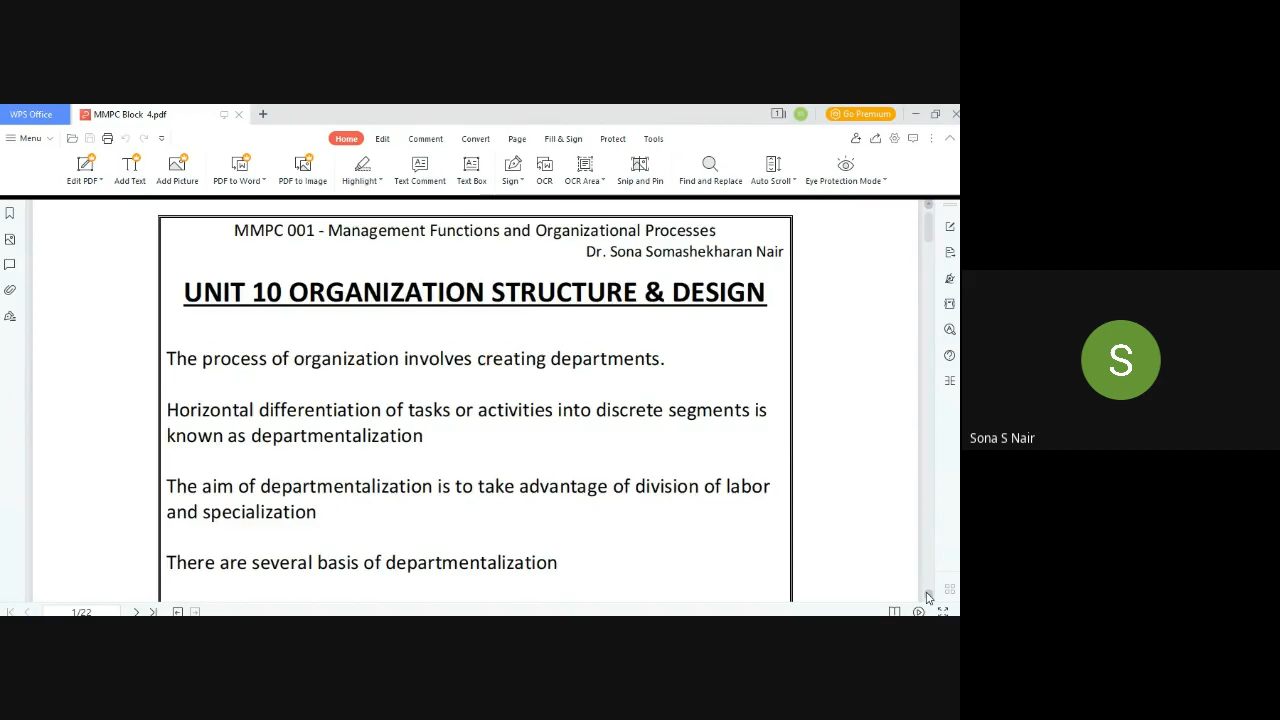 WPS Office
MMPC Block 4.pdf
Go Premium
Menu
Home Edit Comment Convert Page Fill & Sign Protect Tools
Edit PDF Add Text Add Picture PDF to Word PDF to Image Highlight Text Comment Text Box Sign OCR OCR Area Snip and Pin Find and Replace Auto Scroll Eye Protection Mode
MMPC 001 - Management Functions and Organizational Processes
Dr. Sona Somashekharan Nair
UNIT 10 ORGANIZATION STRUCTURE & DESIGN
The process of organization involves creating departments.
Horizontal differentiation of tasks or activities into discrete segments is
known as departmentalization
The aim of departmentalization is to take advantage of division of labor
and specialization
There are several basis of departmentalization
1/22
S
Sona S Nair